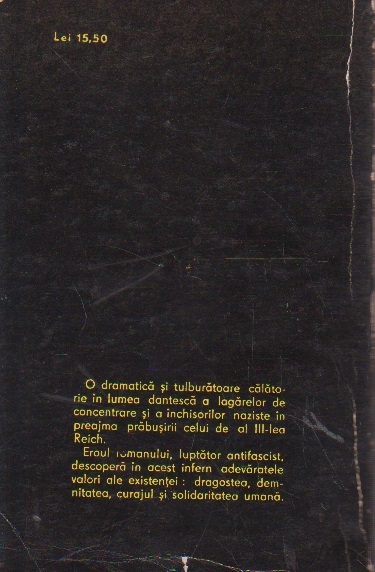 Lei 15,50
O dramatică și tulburătoare călăto-
rie în lumea dantescă a lagărelor de
concentrare și a închisorilor naziste în
preajma prăbușirii celui de al III-lea
Reich.
Eroul romanului, luptător antifascist,
descoperă în acest infern adevăratele
valori ale existenței : dragostea, dem-
nitatea, curajul și solidaritatea umană.